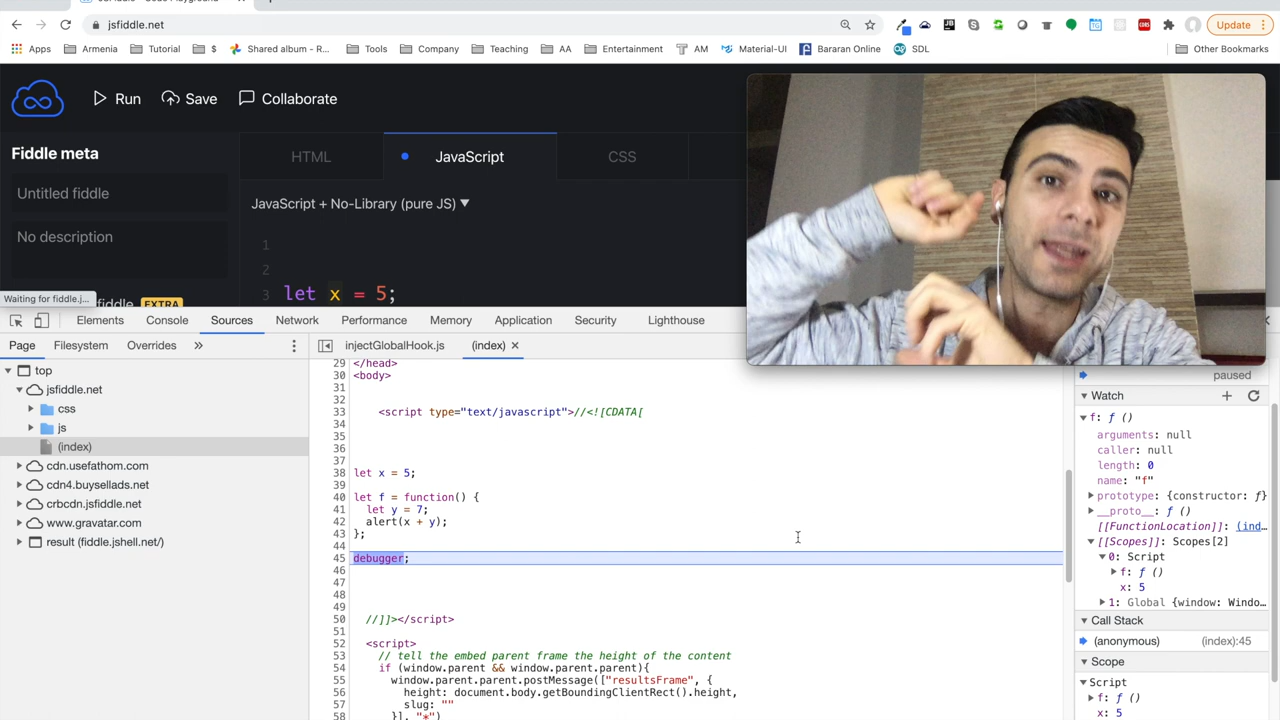 jsfiddle.net
Update
Apps
Armenia
Tutorial
$
Shared album - R...
Tools
Company
Teaching
AA
Entertainment
AM
Material-UI
Bararan Online
SDL
Other Bookmarks
Run
Save
Collaborate
Fiddle meta
HTML
JavaScript
CSS
Untitled fiddle
JavaScript + No-Library (pure JS) ▼
No description
1
2
3 let x = 5;
Waiting for fiddle.j...
EXTRA
Elements
Console
Sources
Network
Performance
Memory
Application
Security
Lighthouse
Page
Filesystem
Overrides
»
injectGlobalHook.js
(index) ×
top
jsfiddle.net
css
js
(index)
cdn.usefathom.com
cdn4.buysellads.net
crbcdn.jsfiddle.net
www.gravatar.com
result (fiddle.jshell.net/)
29 </head>
30 <body>
31
32
33 <script type="text/javascript">//<![CDATA[
34
35
36
37
38 let x = 5;
39
40 let f = function() {
41 let y = 7;
42 alert(x + y);
43 };
44
45 debugger;
46
47
48
49
50 //]]></script>
51
52 <script>
53 // tell the embed parent frame the height of the content
54 if (window.parent && window.parent.parent){
55 window.parent.parent.postMessage(["resultsFrame", {
56 height: document.body.getBoundingClientRect().height,
57 slug: ""
58 }], "*")
paused
Watch
f: ƒ ()
arguments: null
caller: null
length: 0
name: "f"
prototype: {constructor: ƒ}
__proto__: ƒ ()
[[FunctionLocation]]: (ind...
[[Scopes]]: Scopes[2]
0: Script
f: ƒ ()
x: 5
1: Global {window: Windo...
Call Stack
(anonymous) (index):45
Scope
Script
f: ƒ ()
x: 5